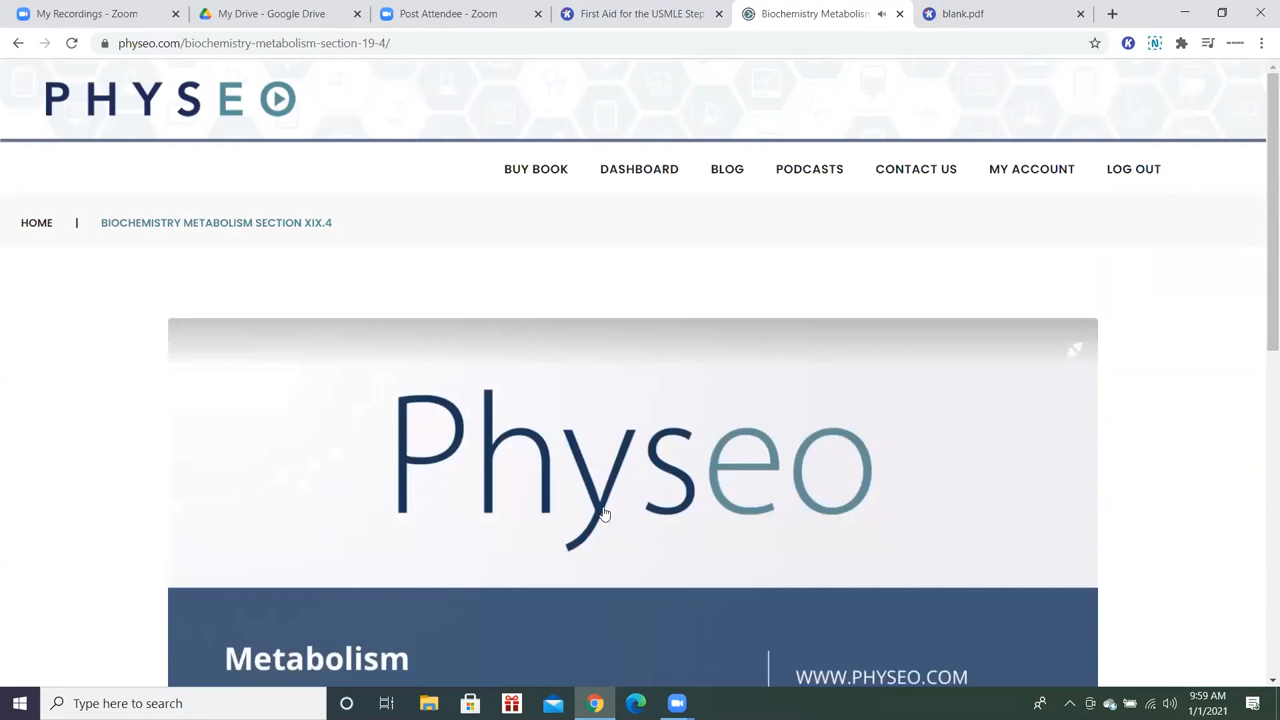 My Recordings - Zoom
My Drive - Google Drive
Post Attendee - Zoom
First Aid for the USMLE Step
Biochemistry Metabolism
blank.pdf
physeo.com/biochemistry-metabolism-section-19-4/
PHYSEO
BUY BOOK DASHBOARD BLOG PODCASTS CONTACT US MY ACCOUNT LOG OUT
HOME | BIOCHEMISTRY METABOLISM SECTION XIX.4
Physeo
Metabolism
WWW.PHYSEO.COM
Type here to search
9:59 AM
1/1/2021